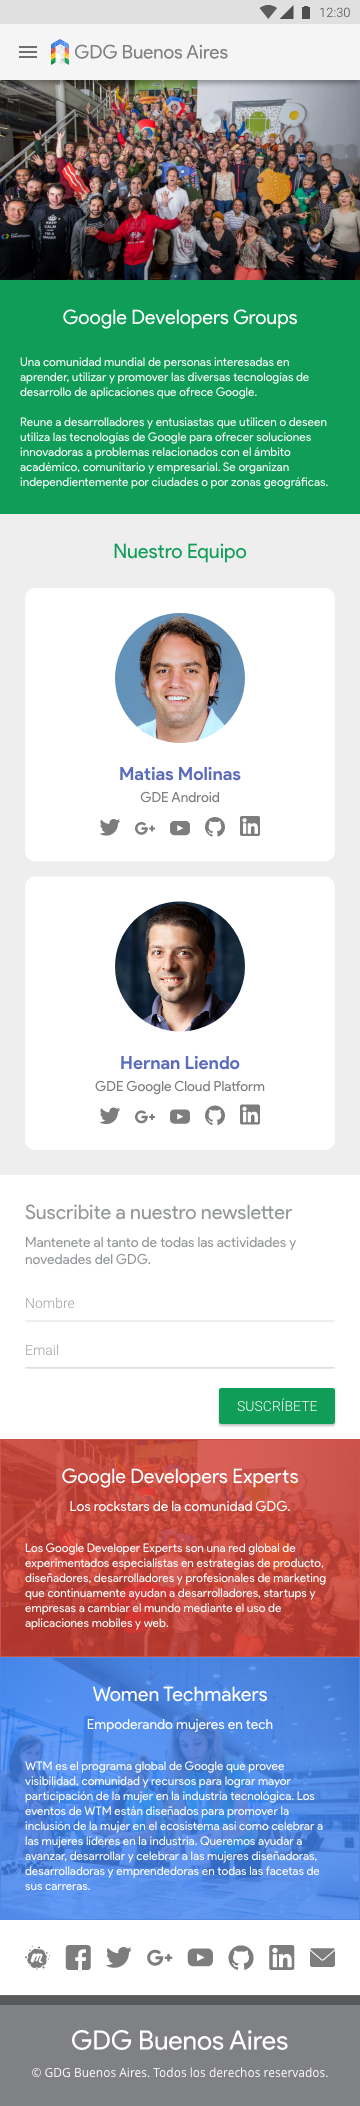 12:30
GDG Buenos Aires
Google Developers Groups
Una comunidad mundial de personas interesadas en
aprender, utilizar y promover las diversas tecnologías de
desarrollo de aplicaciones que ofrece Google.
Reune a desarrolladores y entusiastas que utilicen o deseen
utiliza las tecnologías de Google para ofrecer soluciones
innovadoras a problemas relacionados con el ámbito
académico, comunitario y empresarial. Se organizan
independientemente por ciudades o por zonas geográficas.
Nuestro Equipo
Matias Molinas
GDE Android
G+
in
Hernan Liendo
GDE Google Cloud Platform
G+
in
Suscribite a nuestro newsletter
Mantenete al tanto de todas las actividades y
novedades del GDG.
Nombre
Email
SUSCRÍBETE
Google Developers Experts
Los rockstars de la comunidad GDG.
Los Google Developer Experts son una red global de
experimentados especialistas en estrategias de producto,
diseñadores, desarrolladores y profesionales de marketing
que continuamente ayudan a desarrolladores, startups y
empresas a cambiar el mundo mediante el uso de
aplicaciones mobiles y web.
Women Techmakers
Empoderando mujeres en tech
WTM es el programa global de Google que provee
visibilidad, comunidad y recursos para lograr mayor
participación de la mujer en la industria tecnológica. Los
eventos de WTM están diseñados para promover la
inclusión de la mujer en el ecosistema así como celebrar a
las mujeres líderes en la industria. Queremos ayudar a
avanzar, desarrollar y celebrar a las mujeres diseñadoras,
desarrolladoras y emprendedoras en todas las facetas de
sus carreras.
m f G+ in
GDG Buenos Aires
© GDG Buenos Aires. Todos los derechos reservados.